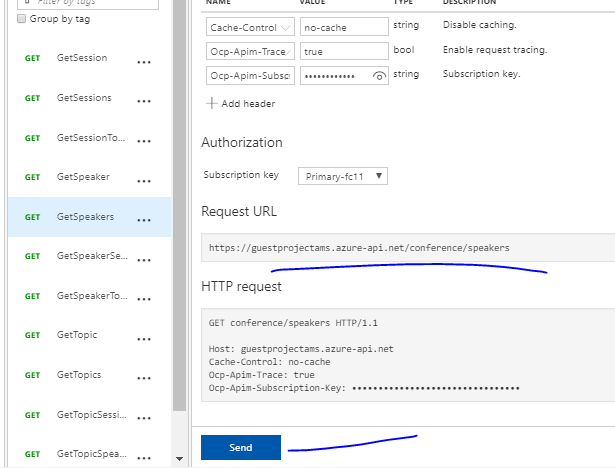 Filter by tags
Group by tag
GET GetSession ...
GET GetSessions ...
GET GetSessionTo... ...
GET GetSpeaker ...
GET GetSpeakers ...
GET GetSpeakerSe... ...
GET GetSpeakerTo... ...
GET GetTopic ...
GET GetTopics ...
GET GetTopicSessi... ...
GET GetTopicSpea... ...
NAME VALUE TYPE DESCRIPTION
Cache-Control no-cache string Disable caching.
Ocp-Apim-Trace true bool Enable request tracing.
Ocp-Apim-Subsc •••••••••••• string Subscription key.
Add header
Authorization
Subscription key Primary-fc11
Request URL
https://guestprojectams.azure-api.net/conference/speakers
HTTP request
GET conference/speakers HTTP/1.1
Host: guestprojectams.azure-api.net
Cache-Control: no-cache
Ocp-Apim-Trace: true
Ocp-Apim-Subscription-Key: ••••••••••••••••••••••••••••••••
Send